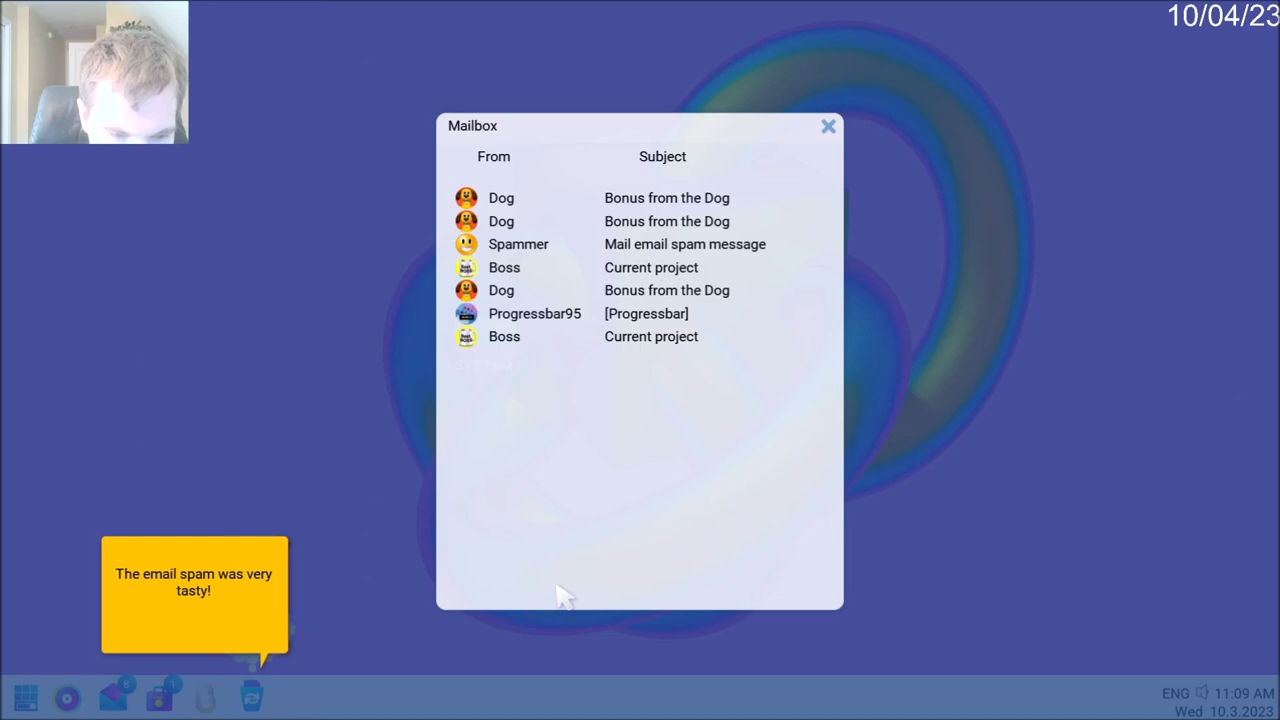 10/04/23
Mailbox
From Subject
Dog Bonus from the Dog
Dog Bonus from the Dog
Spammer Mail email spam message
Boss Current project
Dog Bonus from the Dog
Progressbar95 [Progressbar]
Boss Current project
The email spam was very
tasty!
ENG 11:09 AM
Wed 10.3.2023